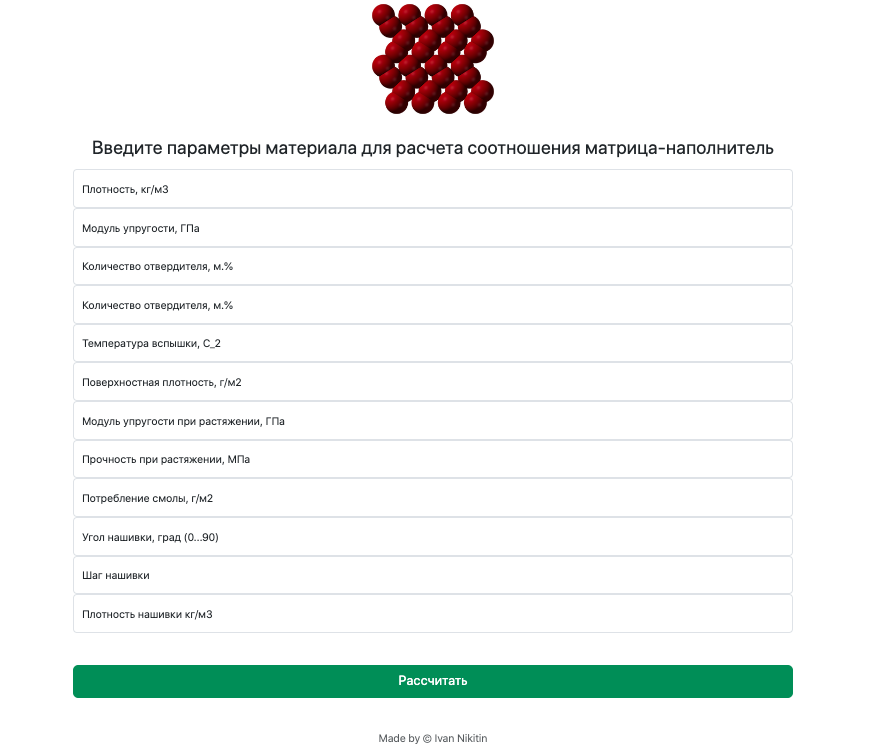 Введите параметры материала для расчета соотношения матрица-наполнитель
Плотность, кг/м3
Модуль упругости, ГПа
Количество отвердителя, м.%
Количество отвердителя, м.%
Температура вспышки, С_2
Поверхностная плотность, г/м2
Модуль упругости при растяжении, ГПа
Прочность при растяжении, МПа
Потребление смолы, г/м2
Угол нашивки, град (0...90)
Шаг нашивки
Плотность нашивки кг/м3
Рассчитать
Made by © Ivan Nikitin